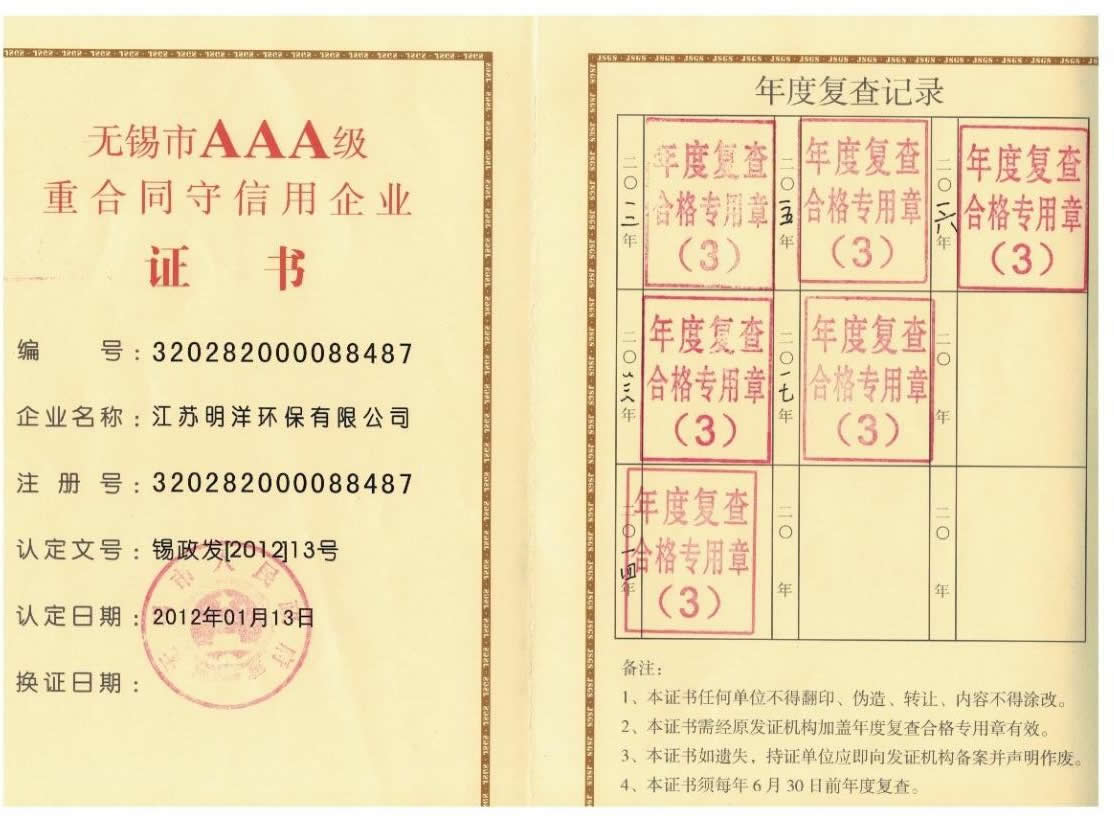 无锡市AAA级
重合同守信用企业
证 书
编 号：320282000088487
企业名称：江苏明洋环保有限公司
注 册 号：320282000088487
认定文号：锡政发[2012]13号
认定日期：2012年01月13日
换证日期：
年度复查记录
二〇一二年
年度复查
合格专用章
（3）
二〇一五年
年度复查
合格专用章
（3）
二〇一六年
年度复查
合格专用章
（3）
二〇一三年
年度复查
合格专用章
（3）
二〇一七年
年度复查
合格专用章
（3）
二〇 年
二〇一四年
年度复查
合格专用章
（3）
二〇 年
二〇 年
备注：
1、本证书任何单位不得翻印、伪造、转让、内容不得涂改。
2、本证书需经原发证机构加盖年度复查合格专用章有效。
3、本证书如遗失，持证单位应即向发证机构备案并声明作废。
4、本证书须每年6月30日前年度复查。